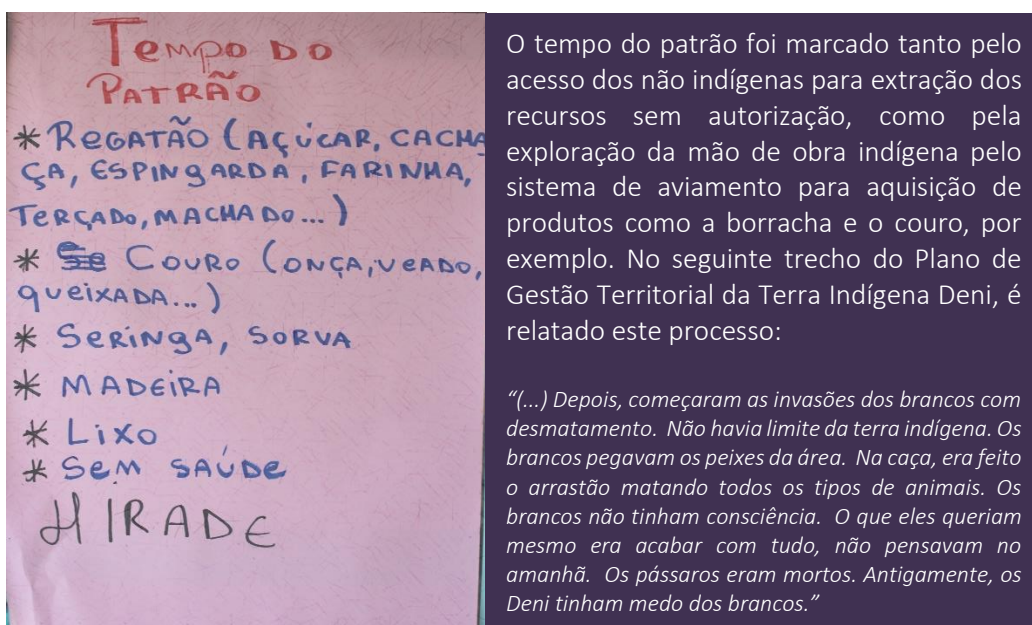 TEMPO DO
PATRÃO
* REGATÃO (AÇÚCAR, CACHA
ÇA, ESPINGARDA, FARINHA,
TERÇADO, MACHADO...)
* COURO (ONÇA, VEADO,
QUEIXADA...)
* SERINGA, SORVA
* MADEIRA
* LIXO
* SEM SAÚDE
HIRADE
O tempo do patrão foi marcado tanto pelo
acesso dos não indígenas para extração dos
recursos sem autorização, como pela
exploração da mão de obra indígena pelo
sistema de aviamento para aquisição de
produtos como a borracha e o couro, por
exemplo. No seguinte trecho do Plano de
Gestão Territorial da Terra Indígena Deni, é
relatado este processo:
“(...) Depois, começaram as invasões dos brancos com
desmatamento. Não havia limite da terra indígena. Os
brancos pegavam os peixes da área. Na caça, era feito
o arrastão matando todos os tipos de animais. Os
brancos não tinham consciência. O que eles queriam
mesmo era acabar com tudo, não pensavam no
amanhã. Os pássaros eram mortos. Antigamente, os
Deni tinham medo dos brancos.”